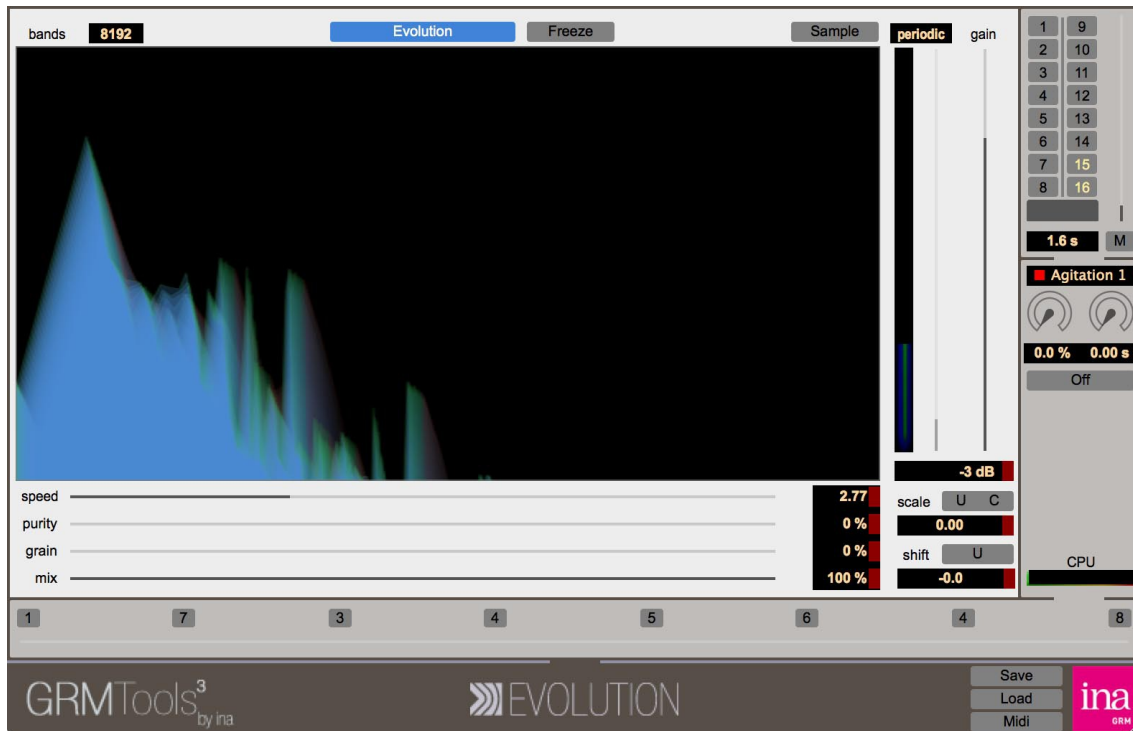 bands 8192 Evolution Freeze Sample periodic gain
1 9
2 10
3 11
4 12
5 13
6 14
7 15
8 16
1.6 s M
Agitation 1
0.0 % 0.00 s
Off
-3 dB
speed 2.77
scale U C
purity 0 %
0.00
grain 0 %
shift U
mix 100 %
-0.0
CPU
1 7 3 4 5 6 4 8
GRMTools3
by ina
EVOLUTION
Save
Load
Midi
ina
GRM